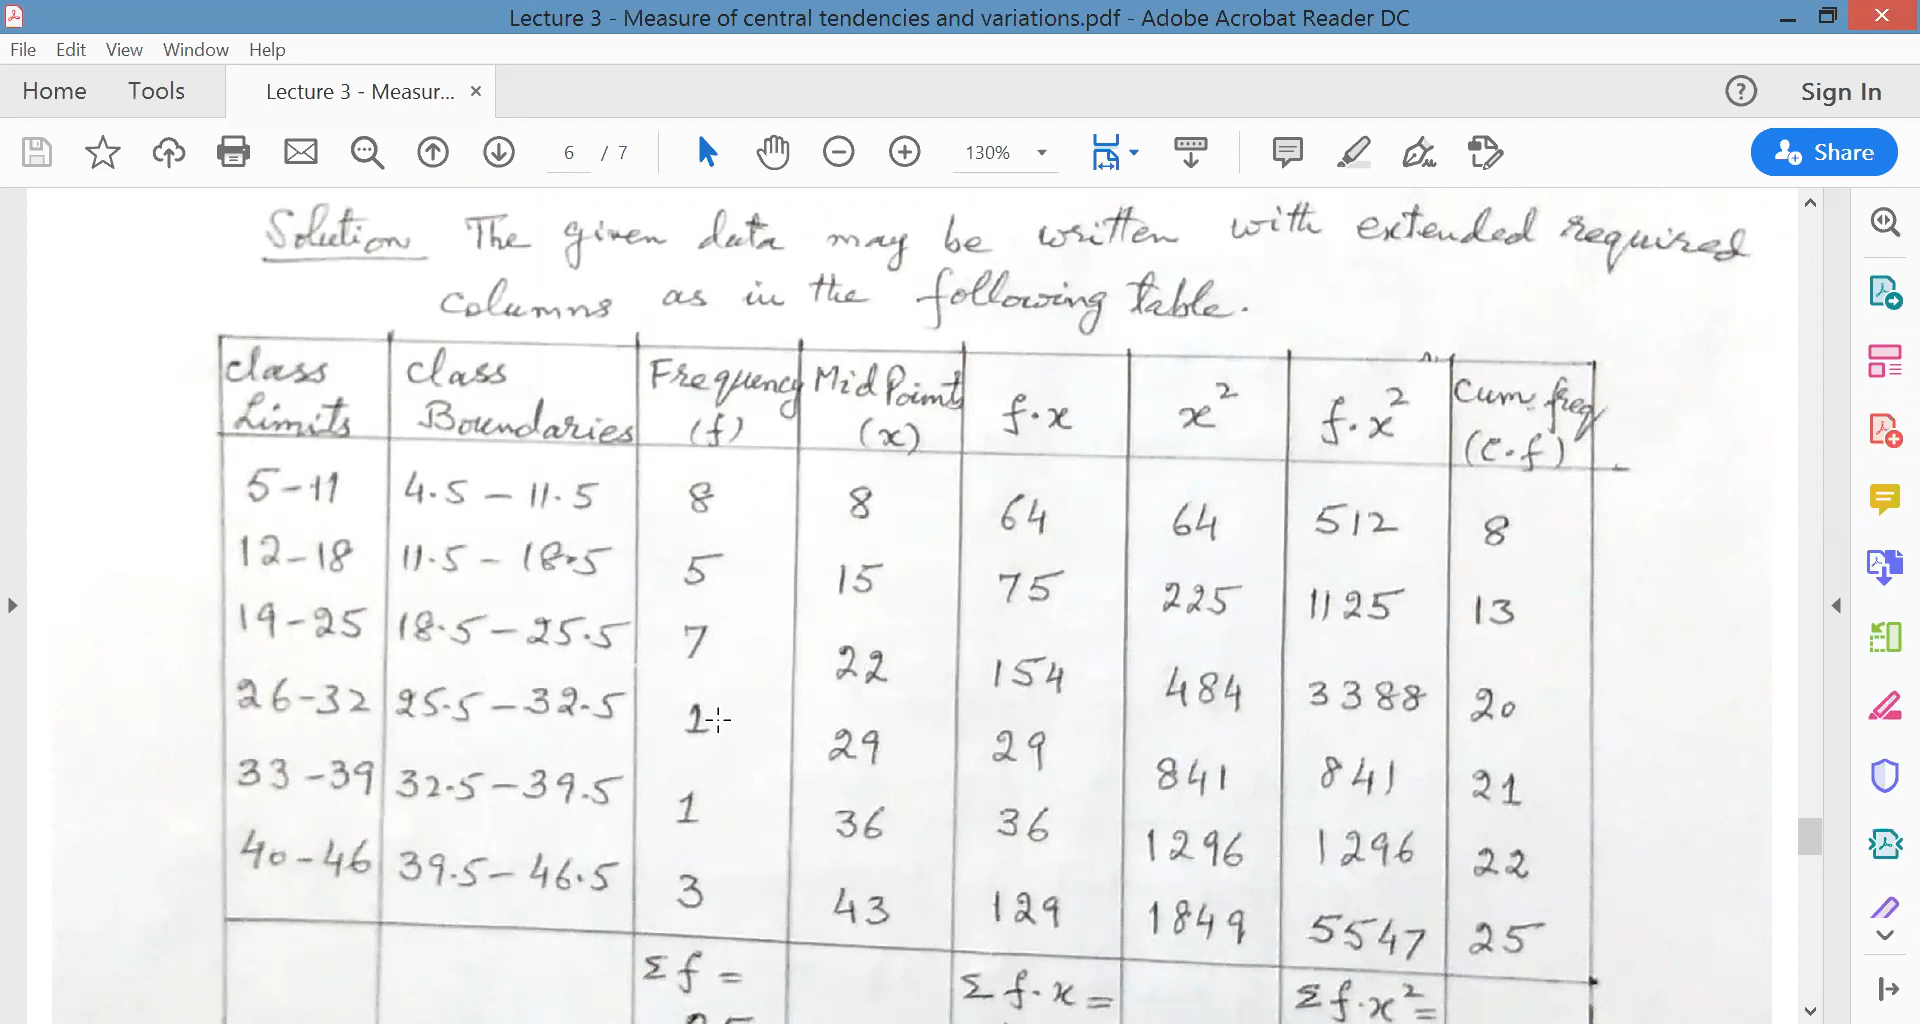 Lecture 3 - Measure of central tendencies and variations.pdf - Adobe Acrobat Reader DC
File Edit View Window Help
Home Tools Lecture 3 - Measur... × Sign In
6 / 7 130% Share
Solution The given data may be written with extended required
columns as in the following table.
class Limits class Boundaries Frequency (f) Mid Points (x) f·x x² f·x² Cum. freq (c.f)
5-11 4.5 - 11.5 8 8 64 64 512 8
12-18 11.5 - 18.5 5 15 75 225 1125 13
19-25 18.5 - 25.5 7 22 154 484 3388 20
26-32 25.5 - 32.5 1 29 29 841 841 21
33-39 32.5 - 39.5 1 36 36 1296 1296 22
40-46 39.5 - 46.5 3 43 129 1849 5547 25
Σf = Σf·x = Σf·x² =